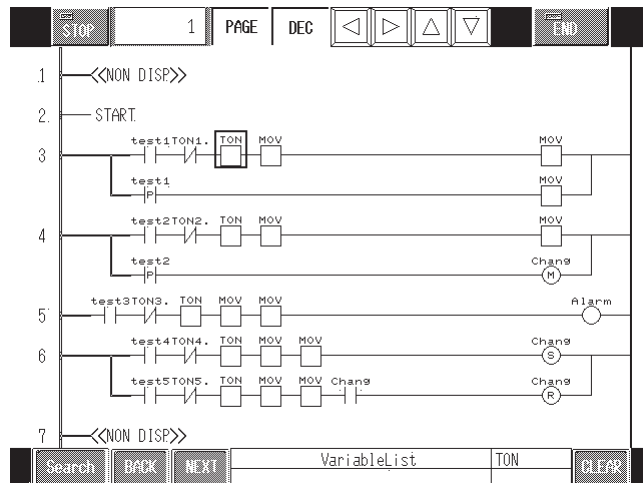 STOP 1 PAGE DEC END
1 <<NON DISP>>
2. START.
test1TON1. TON MOV MOV
3
test1 MOV
P
test2TON2. TON MOV MOV
4
test2 Chang
P M
test3TON3. TON MOV MOV Alarm
5
test4TON4. TON MOV MOV Chang
6 S
test5TON5. TON MOV MOV Chang Chang
R
7 <<NON DISP>>
Search BACK NEXT VariableList TON CLEAR